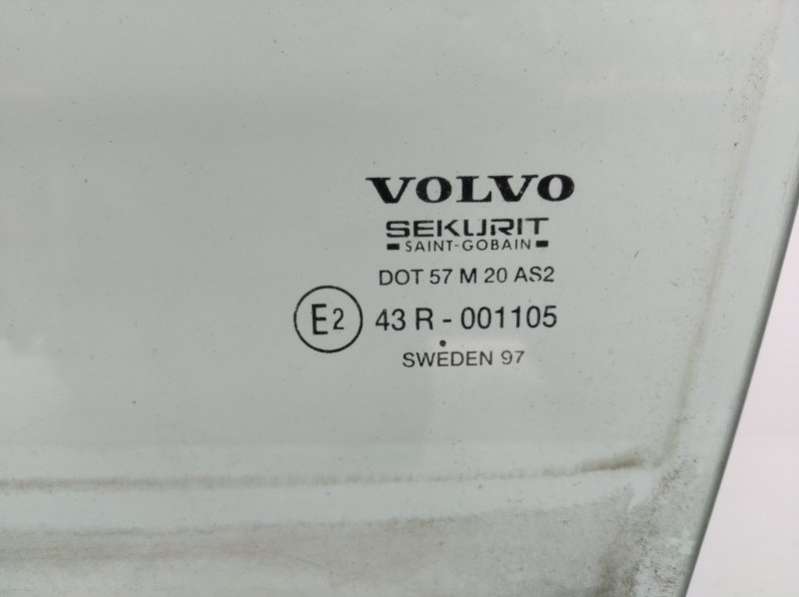 VOLVO
SEKURIT
SAINT-GOBAIN
DOT 57 M 20 AS2
E2 43 R - 001105
SWEDEN 97